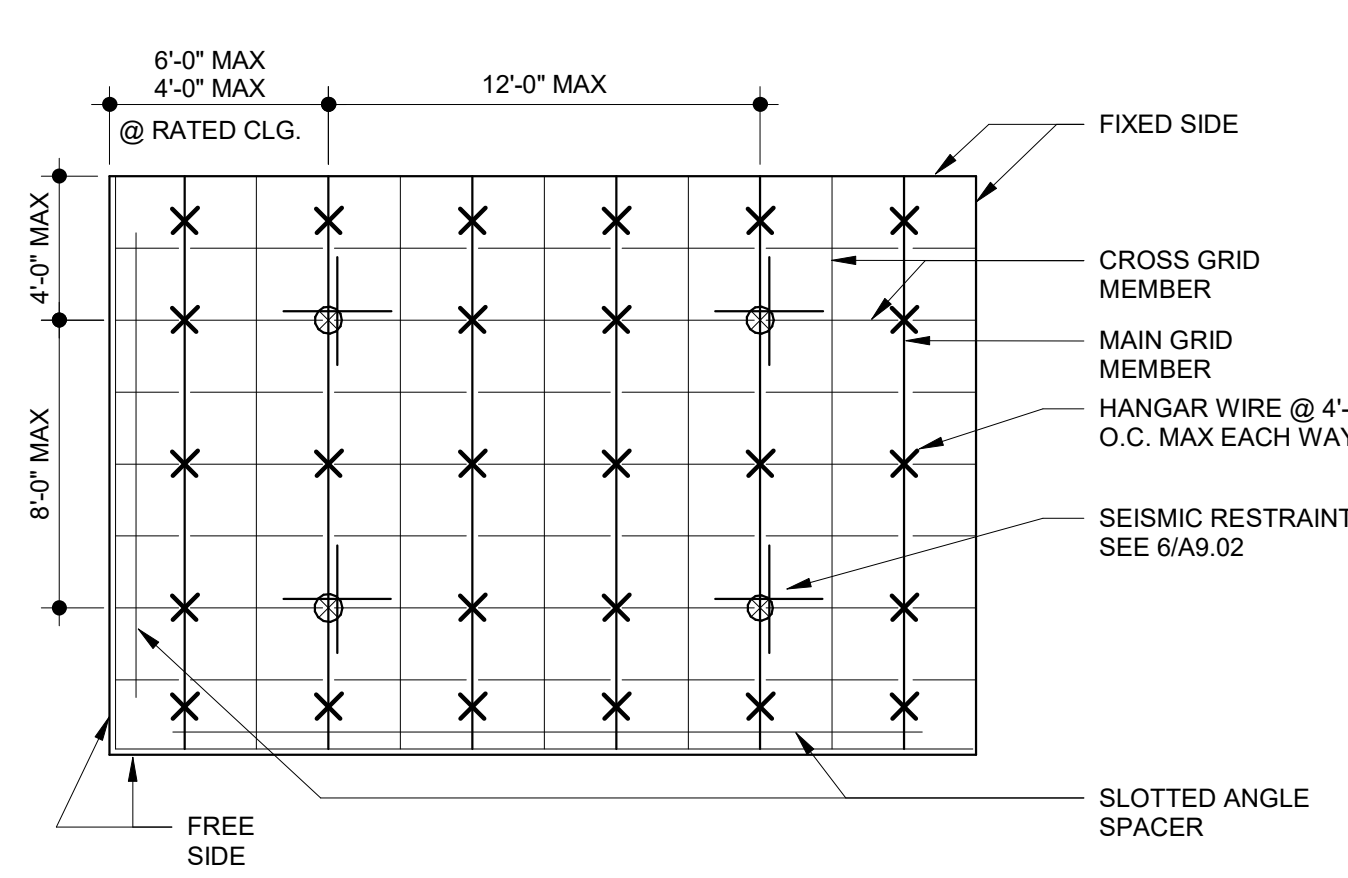 6'-0" MAX
4'-0" MAX
@ RATED CLG.
12'-0" MAX
4'-0" MAX
8'-0" MAX
FIXED SIDE
CROSS GRID
MEMBER
MAIN GRID
MEMBER
HANGAR WIRE @ 4'-
O.C. MAX EACH WAY
SEISMIC RESTRAINT
SEE 6/A9.02
SLOTTED ANGLE
SPACER
FREE
SIDE